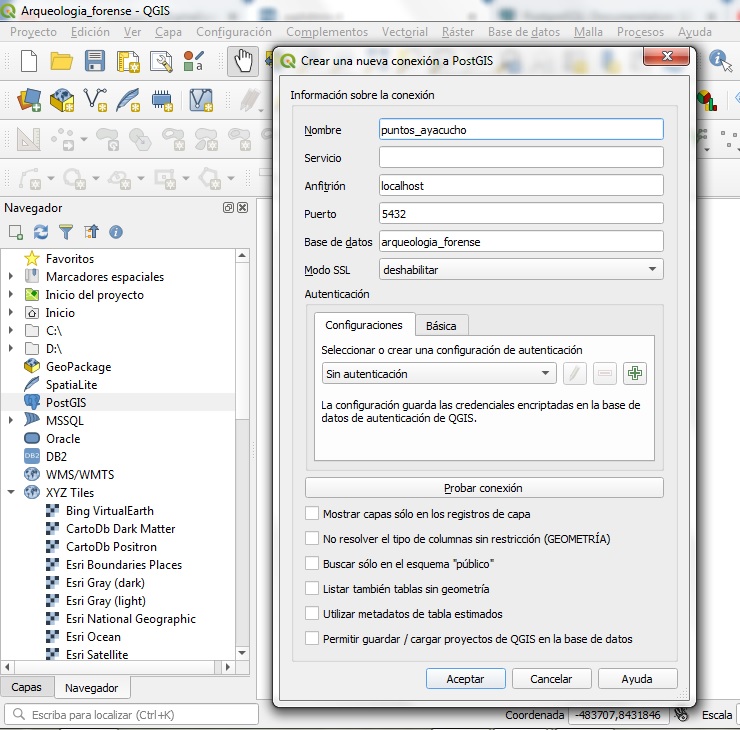 Arqueologia_forense - QGIS
Proyecto Edición Ver Capa Configuración Complementos Vectorial Ráster Base de datos Malla Procesos Ayuda
Crear una nueva conexión a PostGIS
Información sobre la conexión
Nombre puntos_ayacucho
Servicio
Anfitrión localhost
Puerto 5432
Base de datos arqueologia_forense
Modo SSL deshabilitar
Autenticación
Configuraciones Básica
Seleccionar o crear una configuración de autenticación
Sin autenticación
La configuración guarda las credenciales encriptadas en la base de
datos de autenticación de QGIS.
Probar conexión
Mostrar capas sólo en los registros de capa
No resolver el tipo de columnas sin restricción (GEOMETRÍA)
Buscar sólo en el esquema "público"
Listar también tablas sin geometría
Utilizar metadatos de tabla estimados
Permitir guardar / cargar proyectos de QGIS en la base de datos
Aceptar Cancelar Ayuda
Navegador
Favoritos
Marcadores espaciales
Inicio del proyecto
Inicio
C:\
D:\
GeoPackage
SpatiaLite
PostGIS
MSSQL
Oracle
DB2 DB2
WMS/WMTS
XYZ Tiles
Bing VirtualEarth
CartoDb Dark Matter
CartoDb Positron
Esri Boundaries Places
Esri Gray (dark)
Esri Gray (light)
Esri National Geographic
Esri Ocean
Esri Satellite
Capas Navegador
Escriba para localizar (Ctrl+K)
Coordenada -483707,8431846 Escala